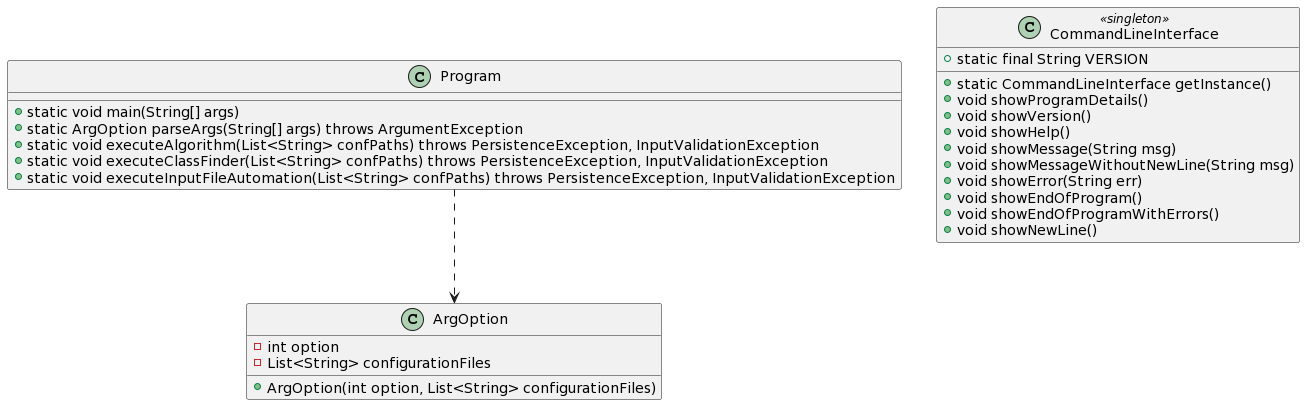 C Program
static void main(String[] args)
static ArgOption parseArgs(String[] args) throws ArgumentException
static void executeAlgorithm(List<String> confPaths) throws PersistenceException, InputValidationException
static void executeClassFinder(List<String> confPaths) throws PersistenceException, InputValidationException
static void executeInputFileAutomation(List<String> confPaths) throws PersistenceException, InputValidationException
«singleton»
C CommandLineInterface
static final String VERSION
static CommandLineInterface getInstance()
void showProgramDetails()
void showVersion()
void showHelp()
void showMessage(String msg)
void showMessageWithoutNewLine(String msg)
void showError(String err)
void showEndOfProgram()
void showEndOfProgramWithErrors()
void showNewLine()
C ArgOption
int option
List<String> configurationFiles
ArgOption(int option, List<String> configurationFiles)